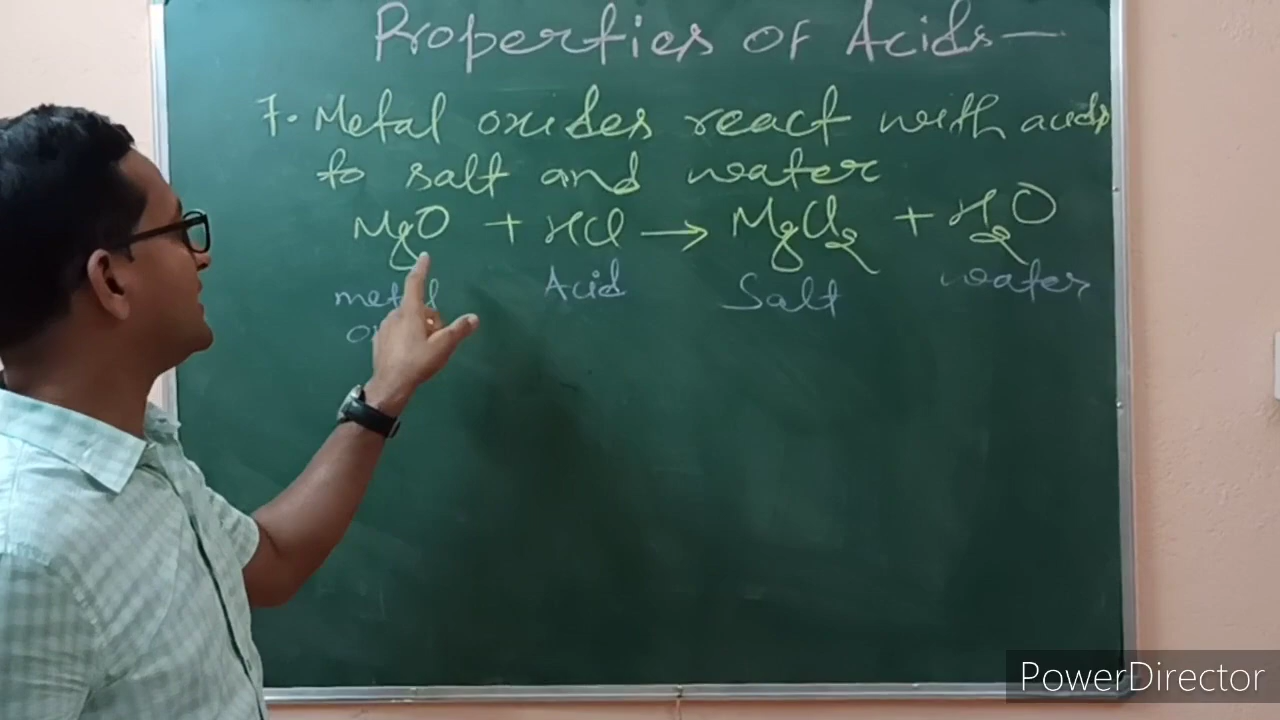 Properties of Acids—
7. Metal oxides react with acids
to salt and water
MgO + HCl → MgCl₂ + H₂O
metal Acid Salt water
PowerDirector